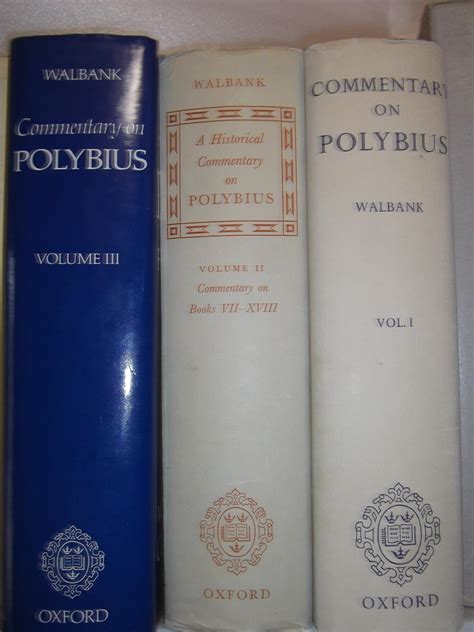 WALBANK
Commentary on
POLYBIUS
VOLUME III
OXFORD
WALBANK
A Historical
Commentary
on
POLYBIUS
VOLUME II
Commentary on
Books VII–XVIII
OXFORD
COMMENTARY
ON
POLYBIUS
WALBANK
VOL. I
OXFORD